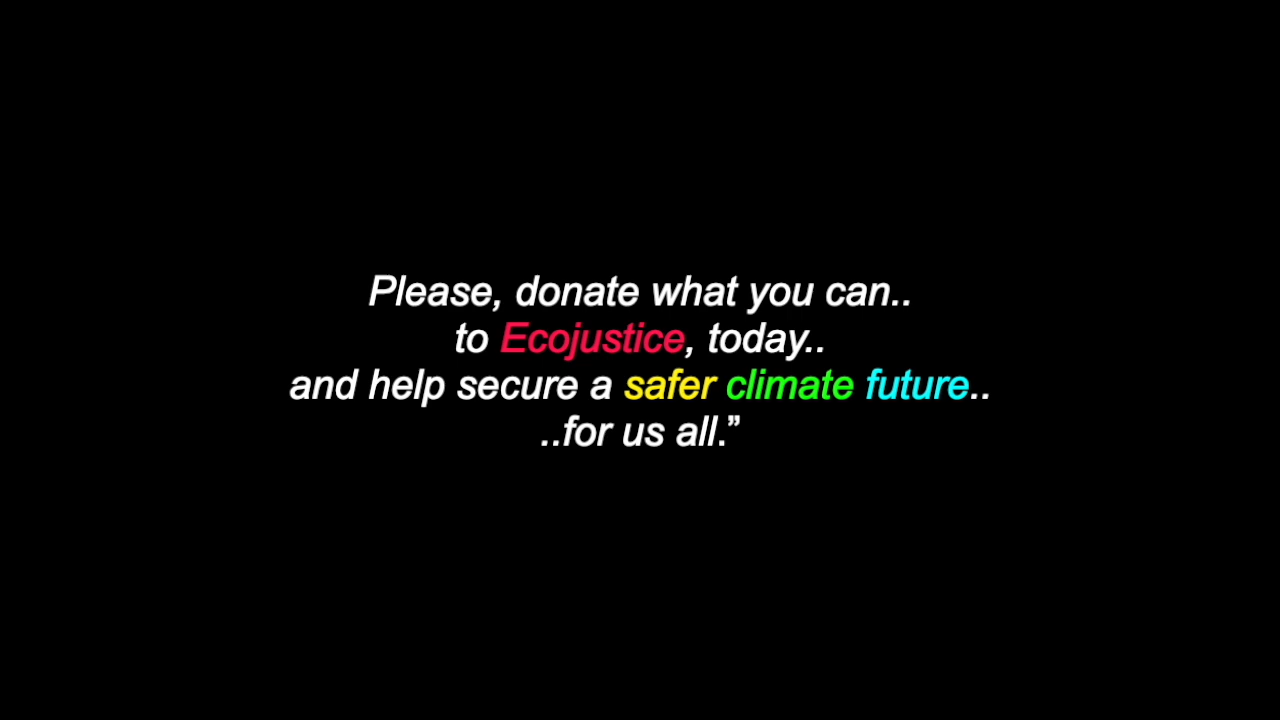 Please, donate what you can..
to Ecojustice, today..
and help secure a safer climate future..
..for us all.”